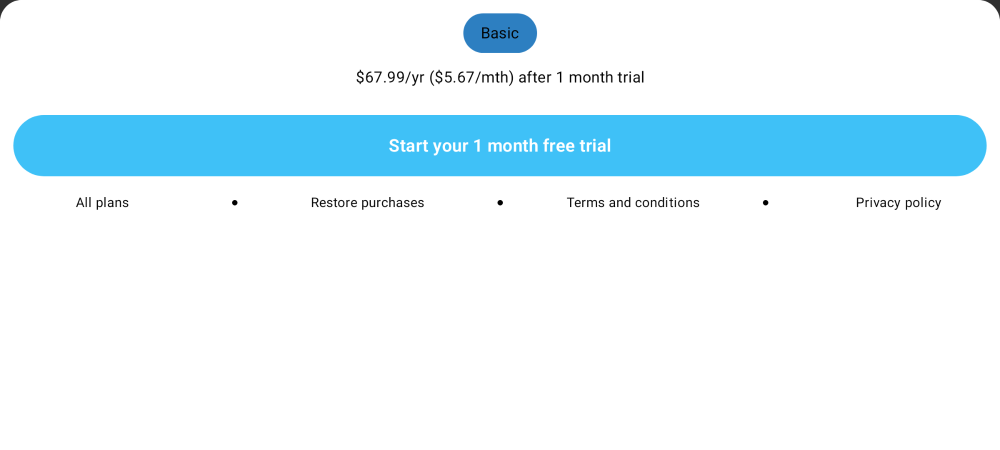 Basic
$67.99/yr ($5.67/mth) after 1 month trial
Start your 1 month free trial
All plans • Restore purchases • Terms and conditions • Privacy policy